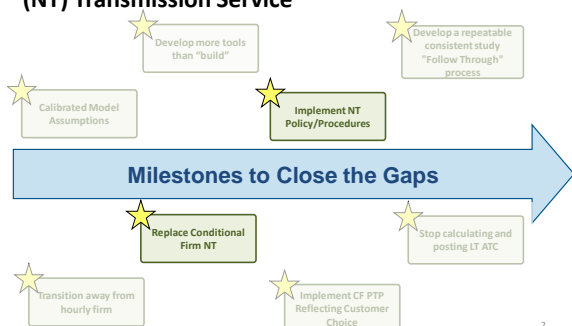 (NT) Transmission Service
Develop more tools
than "build"
Develop a repeatable
consistent study
"Follow Through"
process
Calibrated Model
Assumptions
Implement NT
Policy/Procedures
Milestones to Close the Gaps
Replace Conditional
Firm NT
Stop calculating and
posting LT ATC
Transition away from
hourly firm
Implement CF PTP
Reflecting Customer
Choice